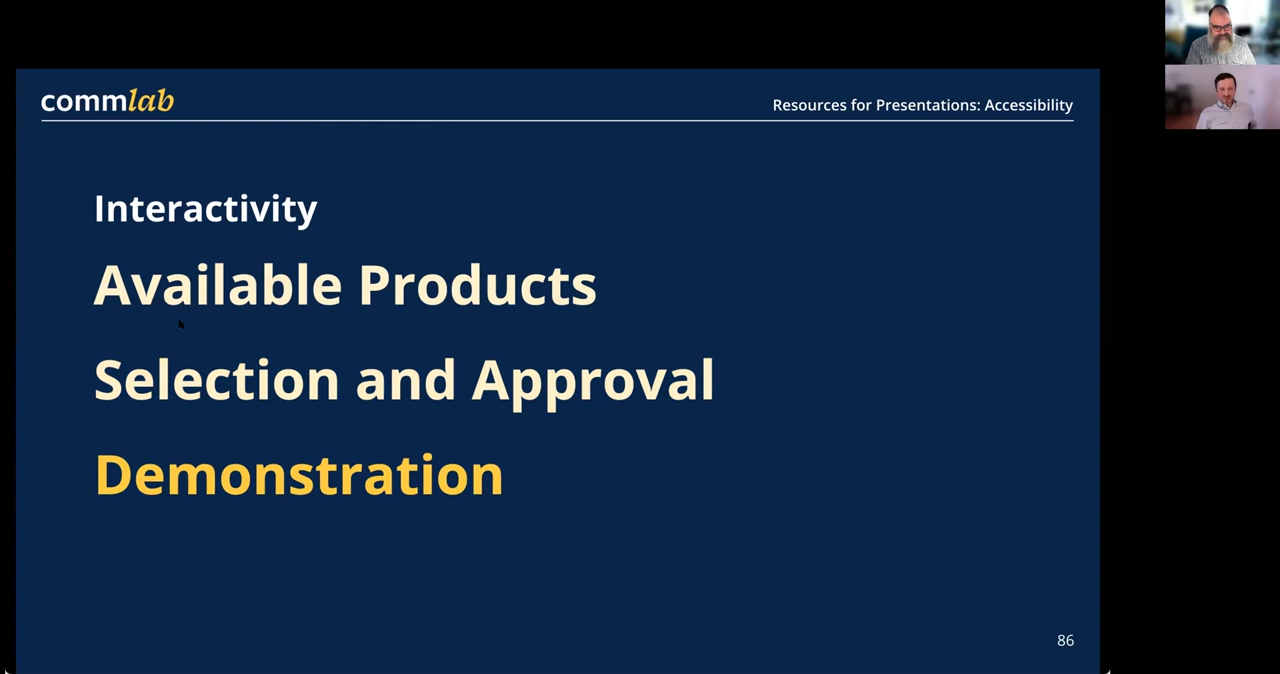 commlab
Resources for Presentations: Accessibility
Interactivity
Available Products
Selection and Approval
Demonstration
86